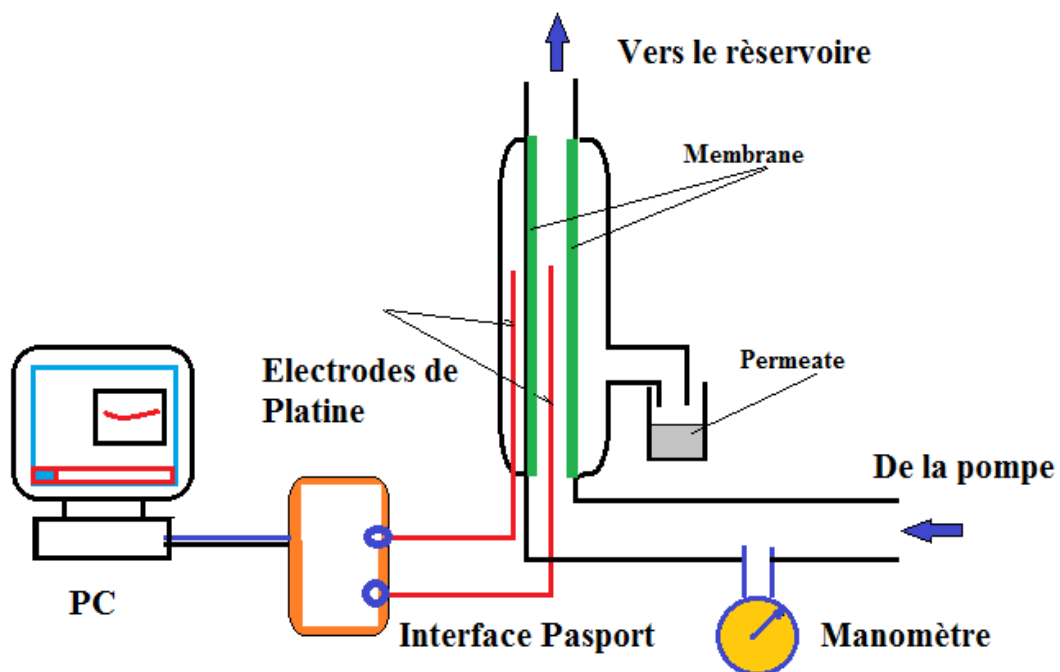 Vers le rèservoire
Membrane
Permeate
Electrodes de
Platine
De la pompe
PC
Interface Pasport
Manomètre